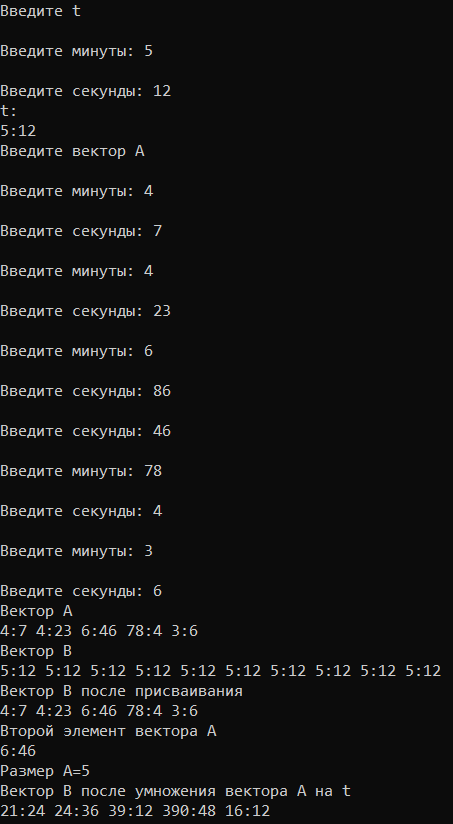 Введите t
Введите минуты: 5
Введите секунды: 12
t:
5:12
Введите вектор A
Введите минуты: 4
Введите секунды: 7
Введите минуты: 4
Введите секунды: 23
Введите минуты: 6
Введите секунды: 86
Введите секунды: 46
Введите минуты: 78
Введите секунды: 4
Введите минуты: 3
Введите секунды: 6
Вектор A
4:7 4:23 6:46 78:4 3:6
Вектор B
5:12 5:12 5:12 5:12 5:12 5:12 5:12 5:12 5:12 5:12
Вектор B после присваивания
4:7 4:23 6:46 78:4 3:6
Второй элемент вектора A
6:46
Размер A=5
Вектор B после умножения вектора A на t
21:24 24:36 39:12 390:48 16:12